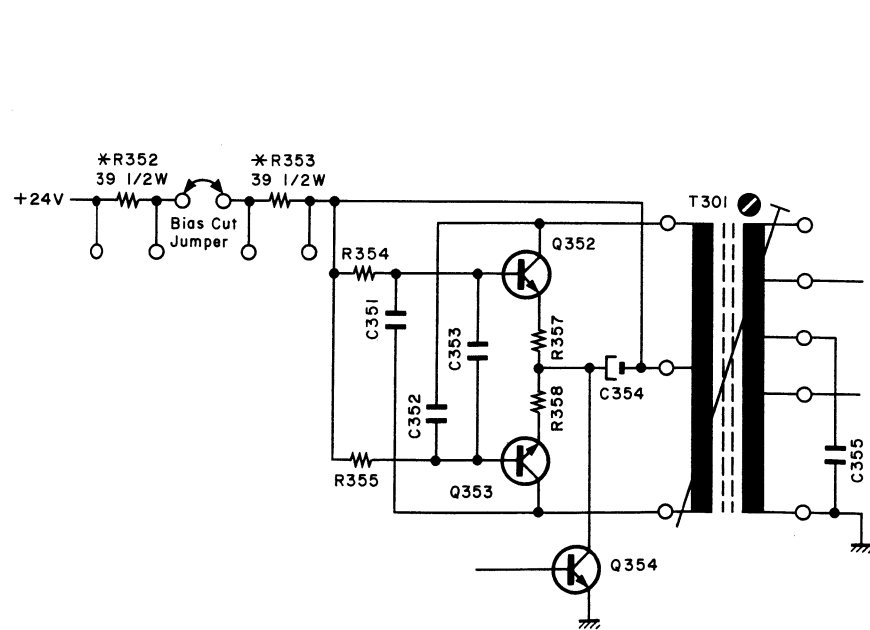 *R352
39 1/2W
*R353
39 1/2W
+24V
Bias Cut
Jumper
T301
R354
Q352
C351
C353
R357
C352
R358
C354
R355
Q353
C355
Q354